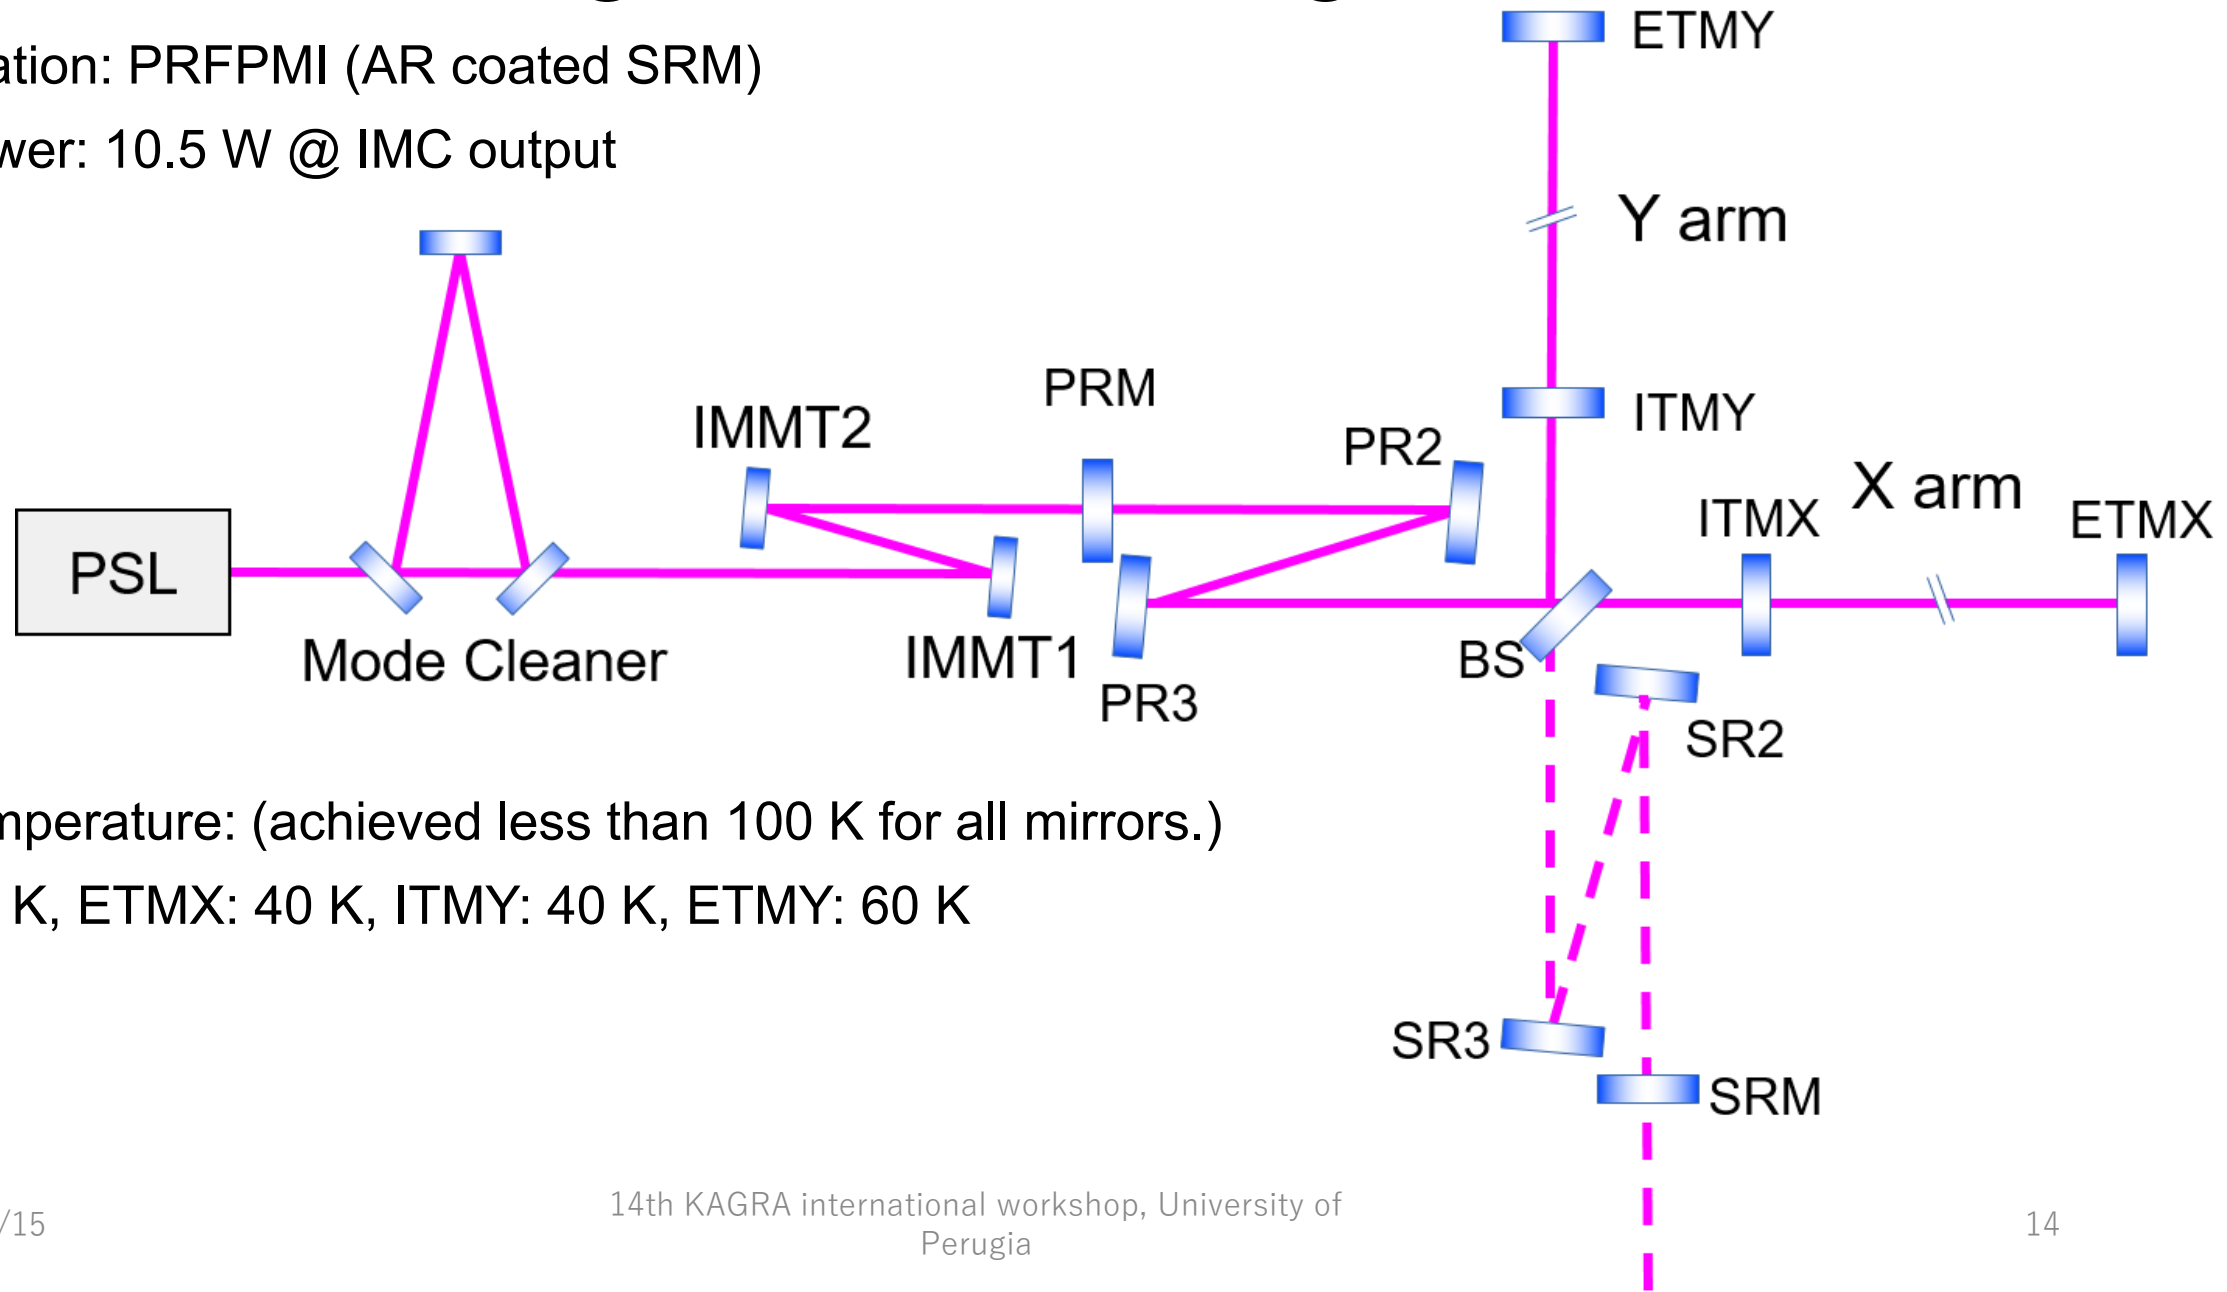 ation: PRFPMI (AR coated SRM)
wer: 10.5 W @ IMC output
ETMY
Y arm
PRM
IMMT2
ITMY
PR2
X arm
ITMX
ETMX
PSL
Mode Cleaner
IMMT1
BS
PR3
SR2
mperature: (achieved less than 100 K for all mirrors.)
K, ETMX: 40 K, ITMY: 40 K, ETMY: 60 K
SR3
SRM
/15
14th KAGRA international workshop, University of
Perugia
14